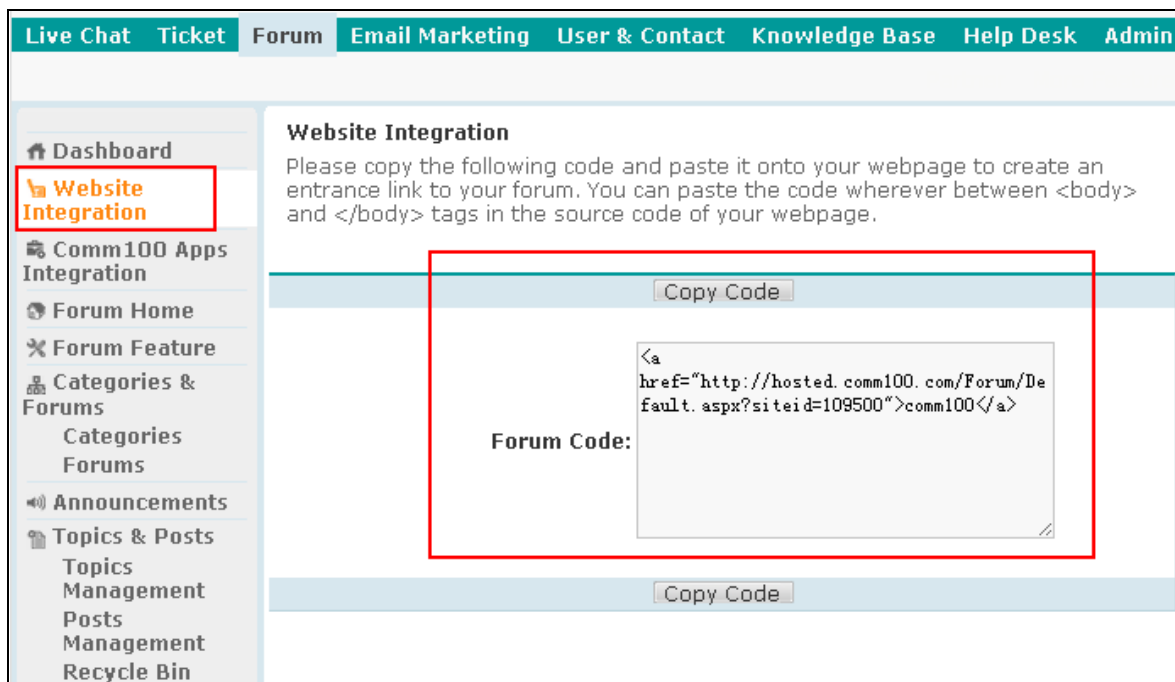 Live Chat Ticket Forum Email Marketing User & Contact Knowledge Base Help Desk Admin
Dashboard
Website
Integration
Comm100 Apps
Integration
Forum Home
Forum Feature
Categories &
Forums
Categories
Forums
Announcements
Topics & Posts
Topics
Management
Posts
Management
Recycle Bin
Website Integration
Please copy the following code and paste it onto your webpage to create an
entrance link to your forum. You can paste the code wherever between <body>
and </body> tags in the source code of your webpage.
Copy Code
Forum Code:
<a
href="http://hosted.comm100.com/Forum/De
fault.aspx?siteid=109500">comm100</a>
Copy Code